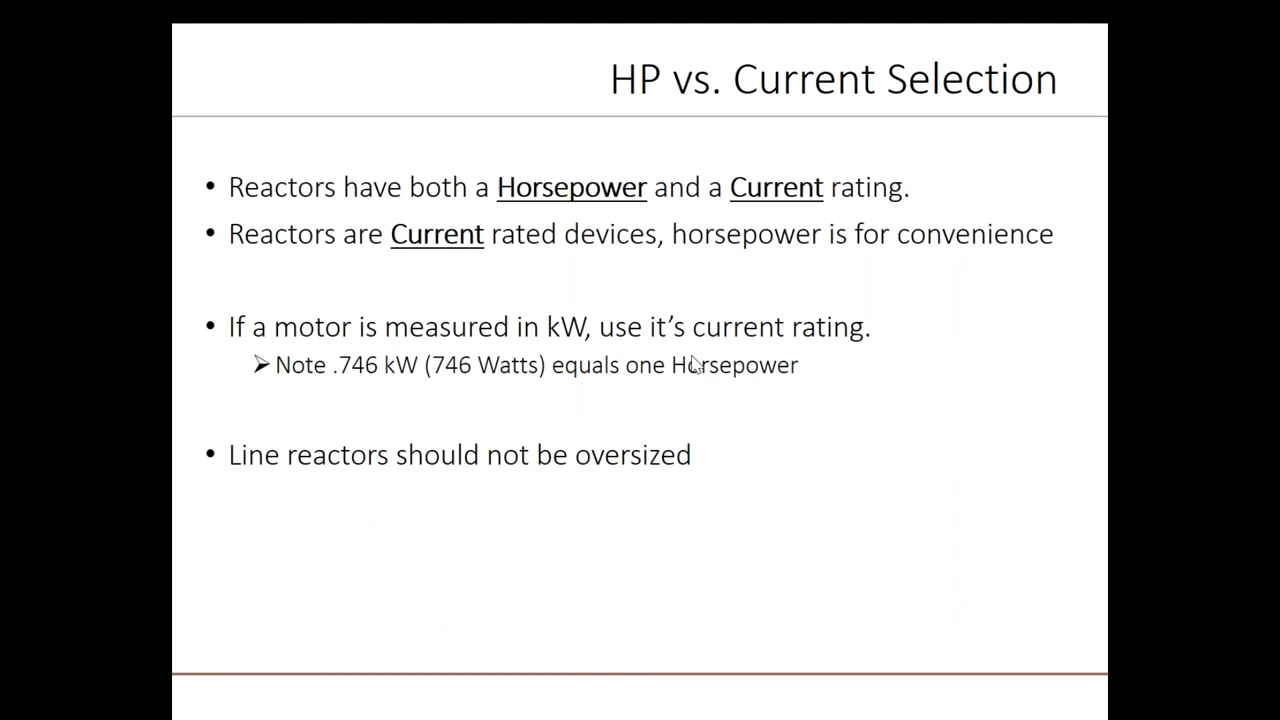 HP vs. Current Selection
• Reactors have both a Horsepower and a Current rating.
• Reactors are Current rated devices, horsepower is for convenience
• If a motor is measured in kW, use it’s current rating.
➢ Note .746 kW (746 Watts) equals one Horsepower
• Line reactors should not be oversized